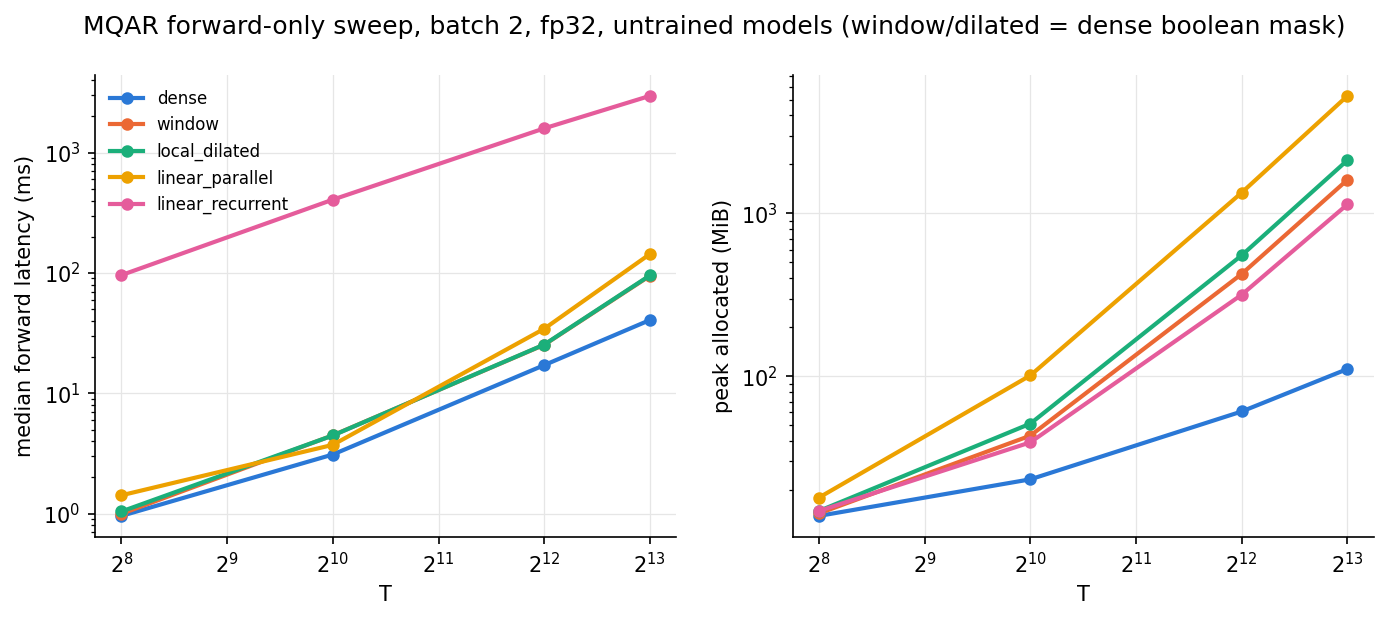 MQAR forward-only sweep, batch 2, fp32, untrained models (window/dilated = dense boolean mask)
median forward latency (ms)
10³
10²
10¹
10⁰
dense
window
local_dilated
linear_parallel
linear_recurrent
2⁸
2⁹
2¹⁰
2¹¹
2¹²
2¹³
T
peak allocated (MiB)
10³
10²
2⁸
2⁹
2¹⁰
2¹¹
2¹²
2¹³
T